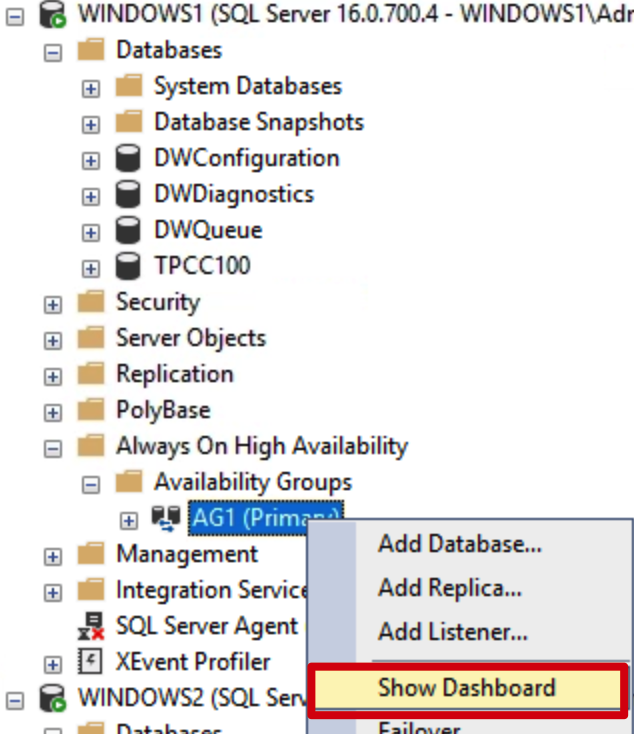 WINDOWS1 (SQL Server 16.0.700.4 - WINDOWS1\Adr
Databases
System Databases
Database Snapshots
DWConfiguration
DWDiagnostics
DWQueue
TPCC100
Security
Server Objects
Replication
PolyBase
Always On High Availability
Availability Groups
AG1 (Primary)
Add Database...
Management
Add Replica...
Integration Service
SQL Server Agent
Add Listener...
XEvent Profiler
Show Dashboard
WINDOWS2 (SQL Serv
Databases
Failover